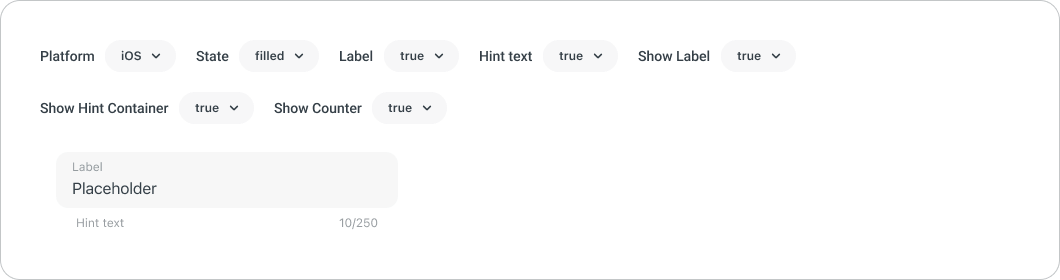 Platform iOS State filled Label true Hint text true Show Label true
Show Hint Container true Show Counter true
Label
Placeholder
Hint text 10/250